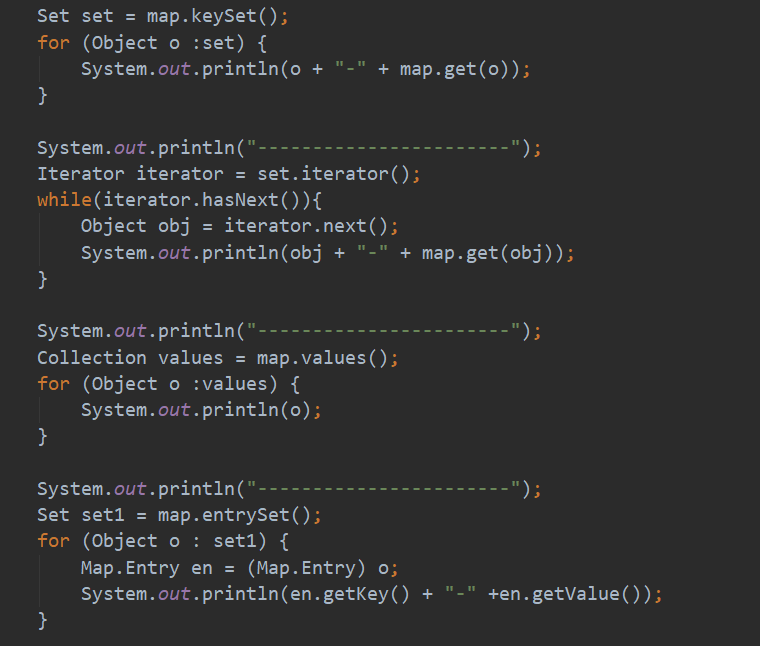 Set set = map.keySet();
for (Object o :set) {
    System.out.println(o + "-" + map.get(o));
}
System.out.println("-----------------------");
Iterator iterator = set.iterator();
while(iterator.hasNext()){
    Object obj = iterator.next();
    System.out.println(obj + "-" + map.get(obj));
}
System.out.println("-----------------------");
Collection values = map.values();
for (Object o :values) {
    System.out.println(o);
}
System.out.println("-----------------------");
Set set1 = map.entrySet();
for (Object o : set1) {
    Map.Entry en = (Map.Entry) o;
    System.out.println(en.getKey() + "-" +en.getValue());
}